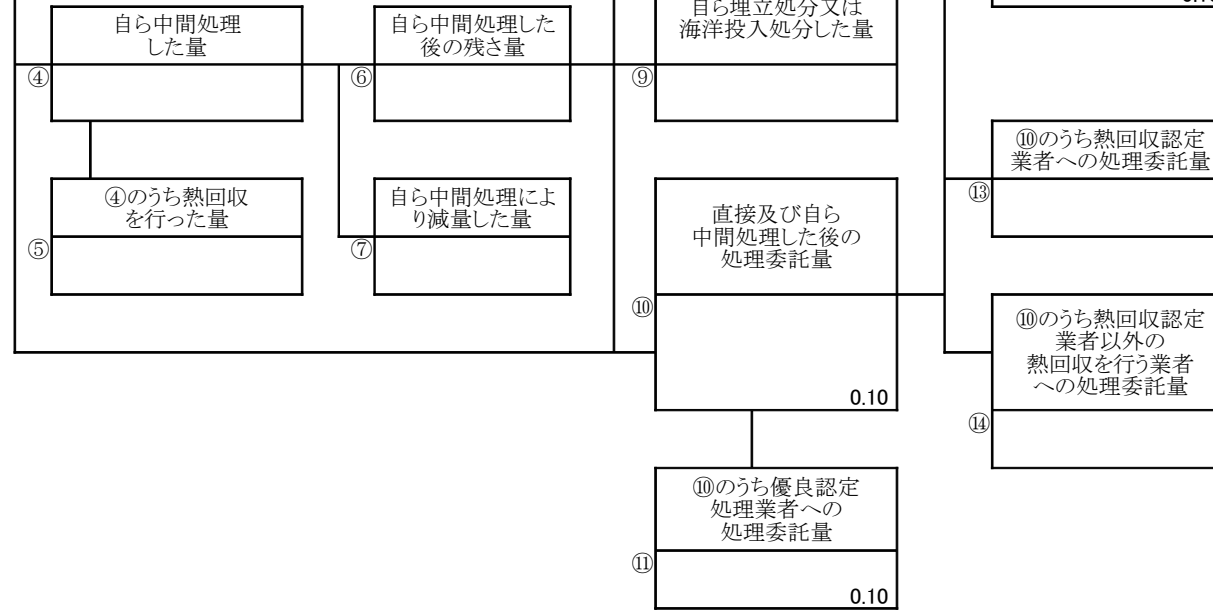 自ら中間処理
した量
④
⑤
④のうち熱回収
を行った量
自ら中間処理した
後の残さ量
⑥
自ら中間処理によ
り減量した量
⑦
自ら埋立処分又は
海洋投入処分した量
⑨
直接及び自ら
中間処理した後の
処理委託量
⑩
0.10
⑩のうち優良認定
処理業者への
処理委託量
⑪
0.10
⑩のうち熱回収認定
業者への処理委託量
⑬
⑩のうち熱回収認定
業者以外の
熱回収を行う業者
への処理委託量
⑭